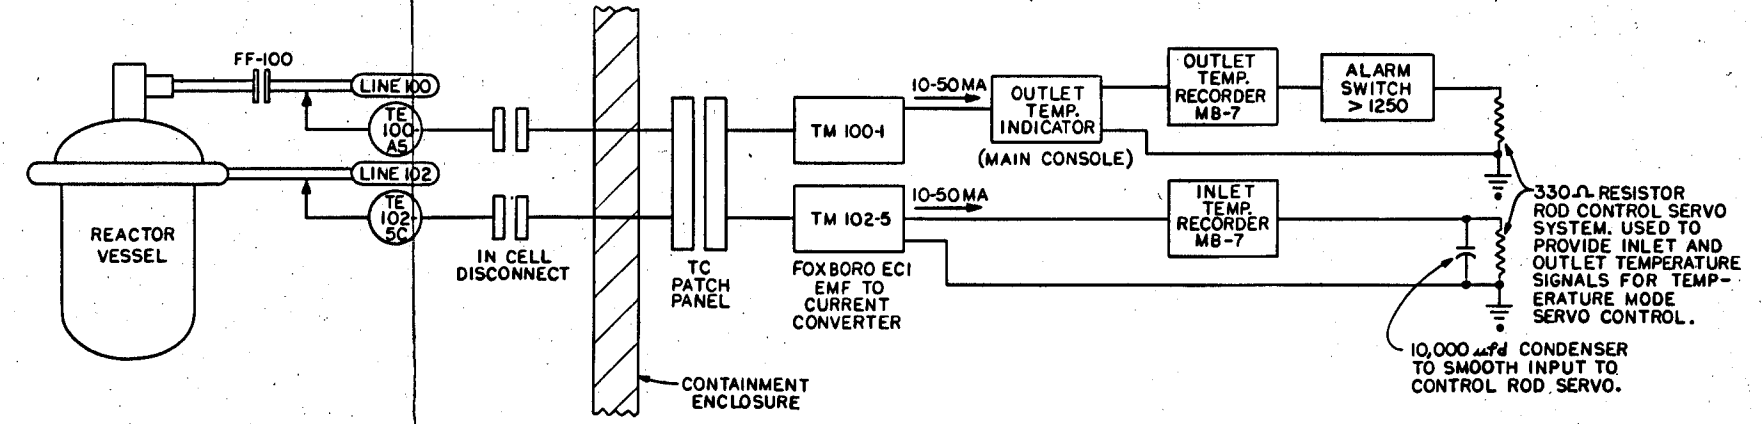 FF-100
LINE 100
TE
100-
A5
LINE 102
TE
102-
5C
REACTOR
VESSEL
IN CELL
DISCONNECT
CONTAINMENT
ENCLOSURE
TC
PATCH
PANEL
TM 100-1
TM 102-5
FOXBORO ECI
EMF TO
CURRENT
CONVERTER
10-50 MA
OUTLET
TEMP.
INDICATOR
(MAIN CONSOLE)
10-50 MA
OUTLET
TEMP.
RECORDER
MB-7
ALARM
SWITCH
> 1250
INLET
TEMP.
RECORDER
MB-7
330 Ω RESISTOR
ROD CONTROL SERVO
SYSTEM. USED TO
PROVIDE INLET AND
OUTLET TEMPERATURE
SIGNALS FOR TEMP-
ERATURE MODE
SERVO CONTROL.
10,000 µfd CONDENSER
TO SMOOTH INPUT TO
CONTROL ROD SERVO.